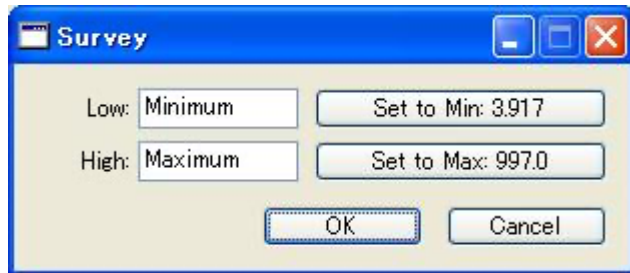 Survey
Low: Minimum Set to Min: 3.917
High: Maximum Set to Max: 997.0
OK Cancel